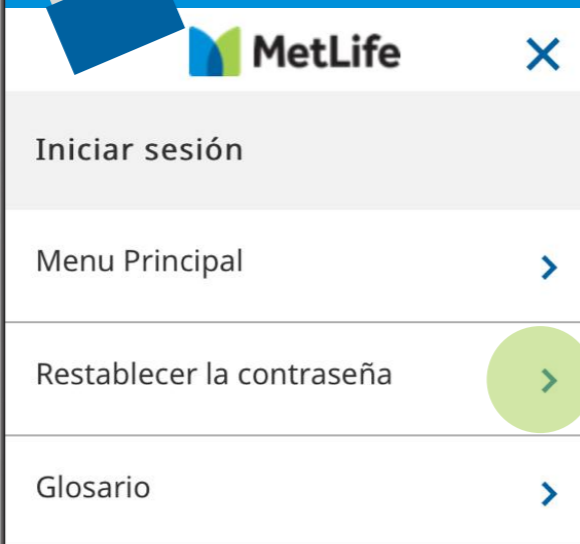 MetLife
Iniciar sesión
Menu Principal
Restablecer la contraseña
Glosario